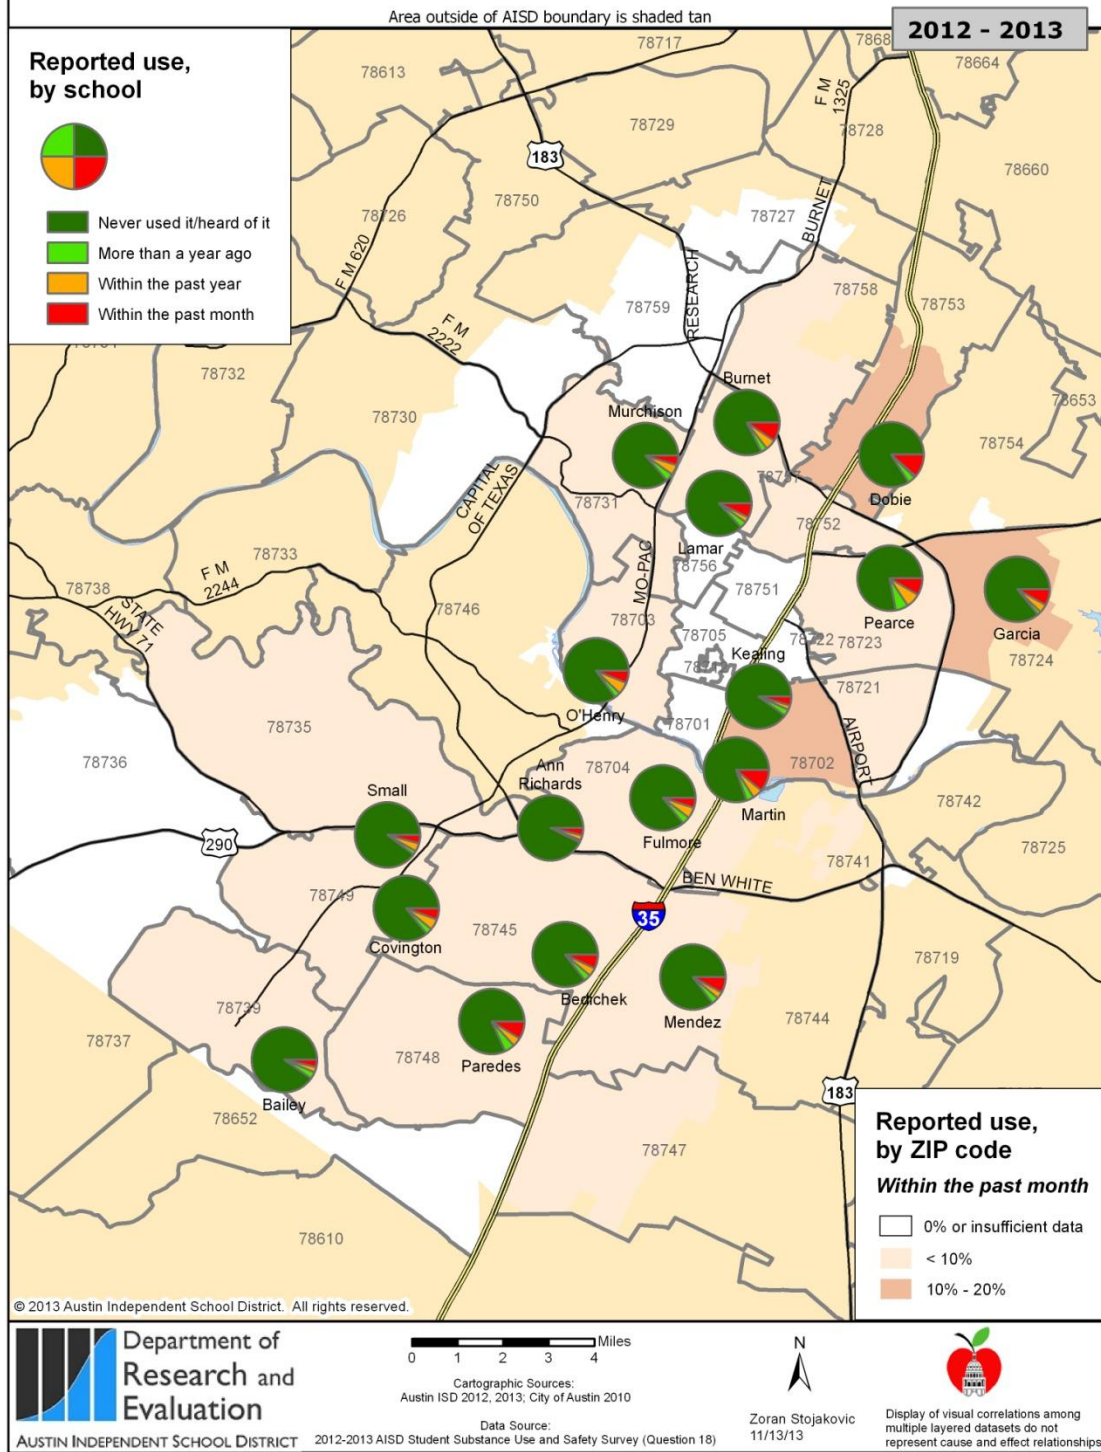 Area outside of AISD boundary is shaded tan
2012 - 2013
Reported use,
by school
Never used it/heard of it
More than a year ago
Within the past year
Within the past month
78717
78613
78664
F M
1325
78729
78728
183
78660
78750
78726
78727
BURNET
F M 620
78758
78753
78759
RESEARCH
F M
2222
78732
Burnet
78653
78730
Murchison
78754
CAPITAL
OF TEXAS
78731
78757
Dobie
78752
Lamar
78733
MO-PAC
78756
F M
2244
78738
78751
STATE
HWY 71
78746
78703
Pearce
Garcia
78705
78722
78723
Kealing
78724
78721
O'Henry
78701
78735
AIRPORT
78736
Ann
Richards
78704
78702
Small
78742
Martin
Fulmore
290
78741
78725
BEN WHITE
78749
35
78745
Covington
78719
Bedichek
78739
Mendez
78744
78737
78748
Paredes
183
Bailey
78652
78747
78610
Reported use,
by ZIP code
Within the past month
0% or insufficient data
< 10%
10% - 20%
© 2013 Austin Independent School District. All rights reserved.
Department of
Research and
Evaluation
AUSTIN INDEPENDENT SCHOOL DISTRICT
Miles
0 1 2 3 4
Cartographic Sources:
Austin ISD 2012, 2013; City of Austin 2010
Data Source:
2012-2013 AISD Student Substance Use and Safety Survey (Question 18)
N
Zoran Stojakovic
11/13/13
Display of visual correlations among
multiple layered datasets do not
represent cause and effect relationships